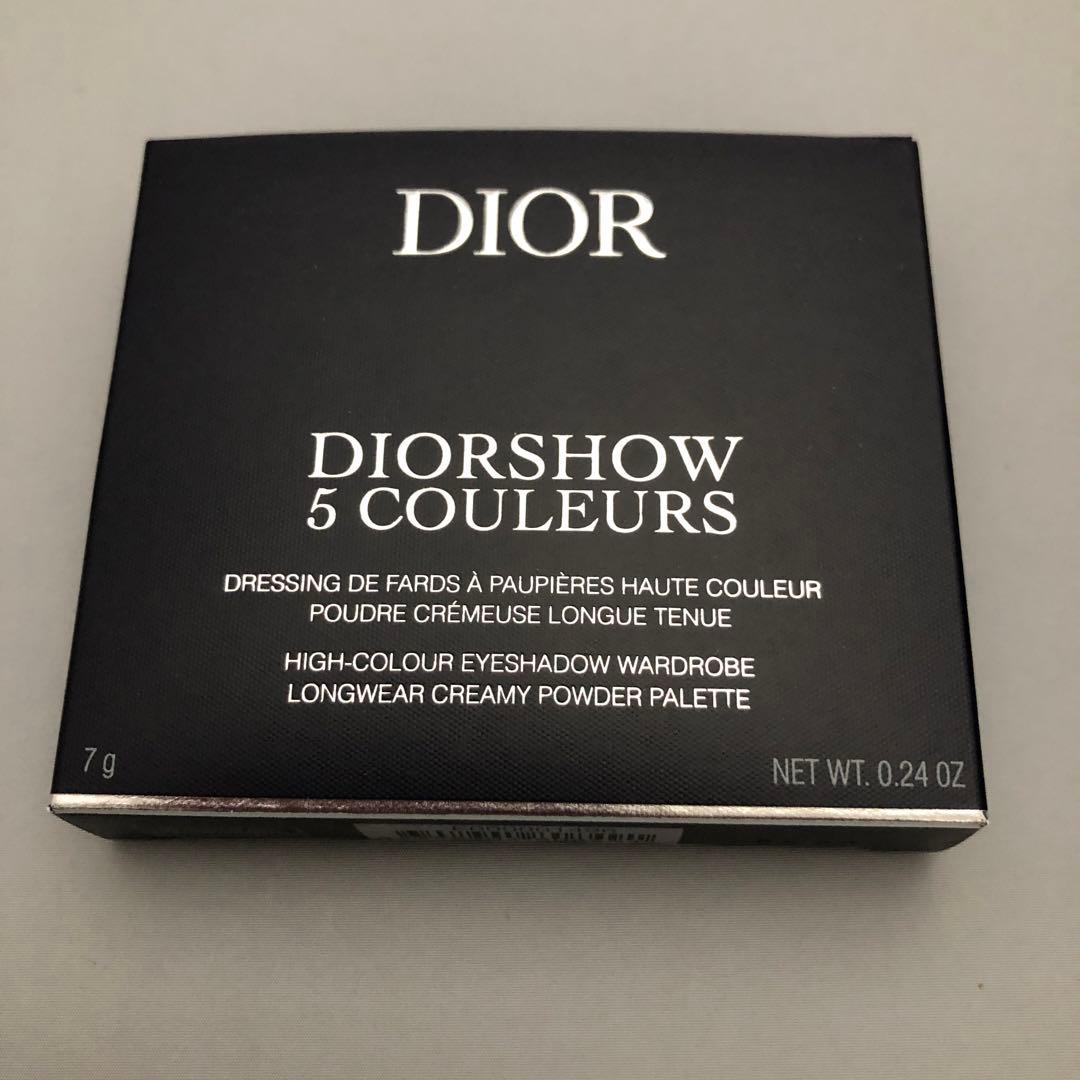 DIOR
DIORSHOW
5 COULEURS
DRESSING DE FARDS À PAUPIÈRES HAUTE COULEUR
POUDRE CRÉMEUSE LONGUE TENUE
HIGH-COLOUR EYESHADOW WARDROBE
LONGWEAR CREAMY POWDER PALETTE
7 g
NET WT. 0.24 OZ